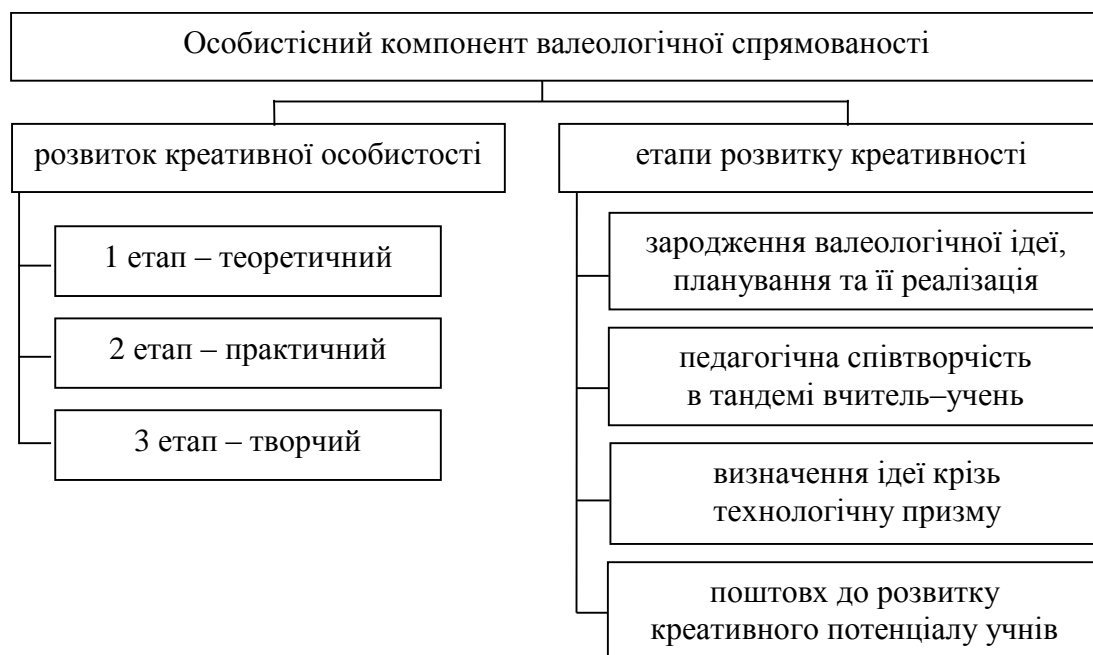 Особистісний компонент валеологічної спрямованості
розвиток креативної особистості
1 етап – теоретичний
2 етап – практичний
3 етап – творчий
етапи розвитку креативності
зародження валеологічної ідеї,
планування та її реалізація
педагогічна співтворчість
в тандемі вчитель–учень
визначення ідеї крізь
технологічну призму
поштовх до розвитку
креативного потенціалу учнів